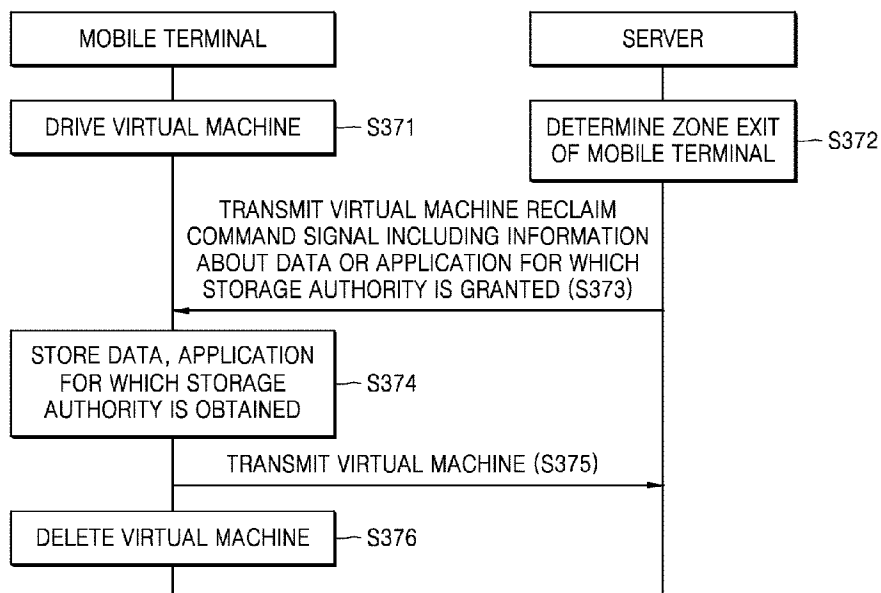 MOBILE TERMINAL
SERVER
DRIVE VIRTUAL MACHINE
S371
DETERMINE ZONE EXIT
OF MOBILE TERMINAL
S372
TRANSMIT VIRTUAL MACHINE RECLAIM
COMMAND SIGNAL INCLUDING INFORMATION
ABOUT DATA OR APPLICATION FOR WHICH
STORAGE AUTHORITY IS GRANTED (S373)
STORE DATA, APPLICATION
FOR WHICH STORAGE
AUTHORITY IS OBTAINED
S374
TRANSMIT VIRTUAL MACHINE (S375)
DELETE VIRTUAL MACHINE
S376